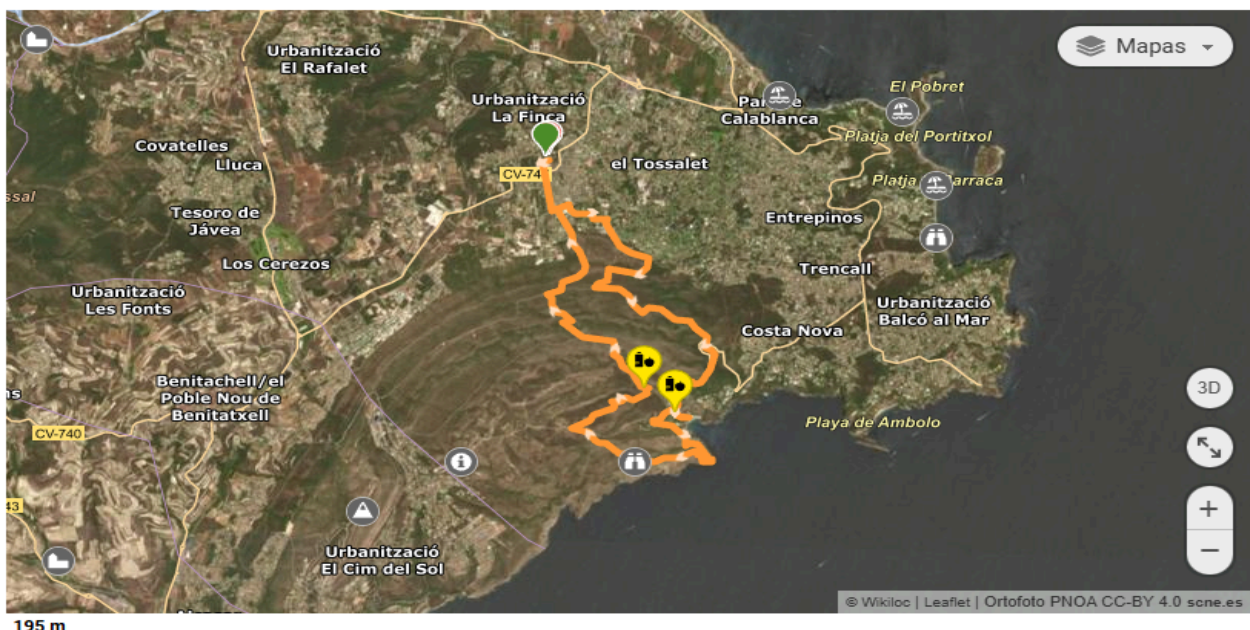 Mapas
Urbanització
El Rafalet
El Pobret
Urbanització
La Finca
Calablanca
Platja del Portitxol
Covatelles
Lluca
el Tossalet
CV-74
Platja
Tesoro de
Jávea
Entrepinos
Los Cerezos
Trencall
Urbanització
Les Fonts
Urbanització
Balcó al Mar
Costa Nova
Benitachell/el
Poble Nou de
Benitatxell
3D
Playa de Ambolo
CV-740
+
43
−
Urbanització
El Cim del Sol
© Wikiloc | Leaflet | Ortofoto PNOA CC-BY 4.0 scne.es
195 m